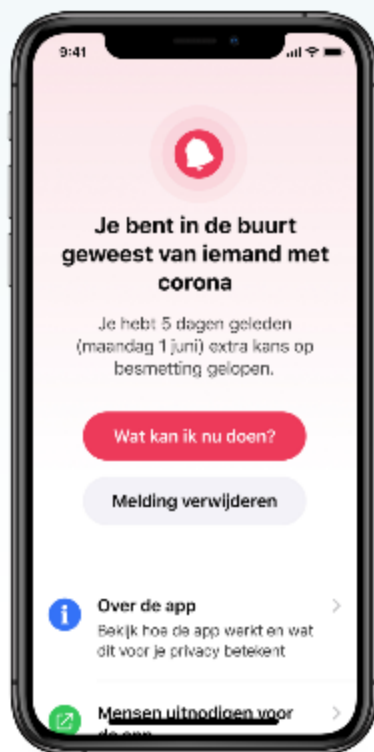 9:41
Je bent in de buurt
geweest van iemand met
corona
Je hebt 5 dagen geleden
(maandag 1 juni) extra kans op
besmetting gelopen.
Wat kan ik nu doen?
Melding verwijderen
Over de app
Bekijk hoe de app werkt en wat
dit voor je privacy betekent
Mensen uitnodigen voor
de app